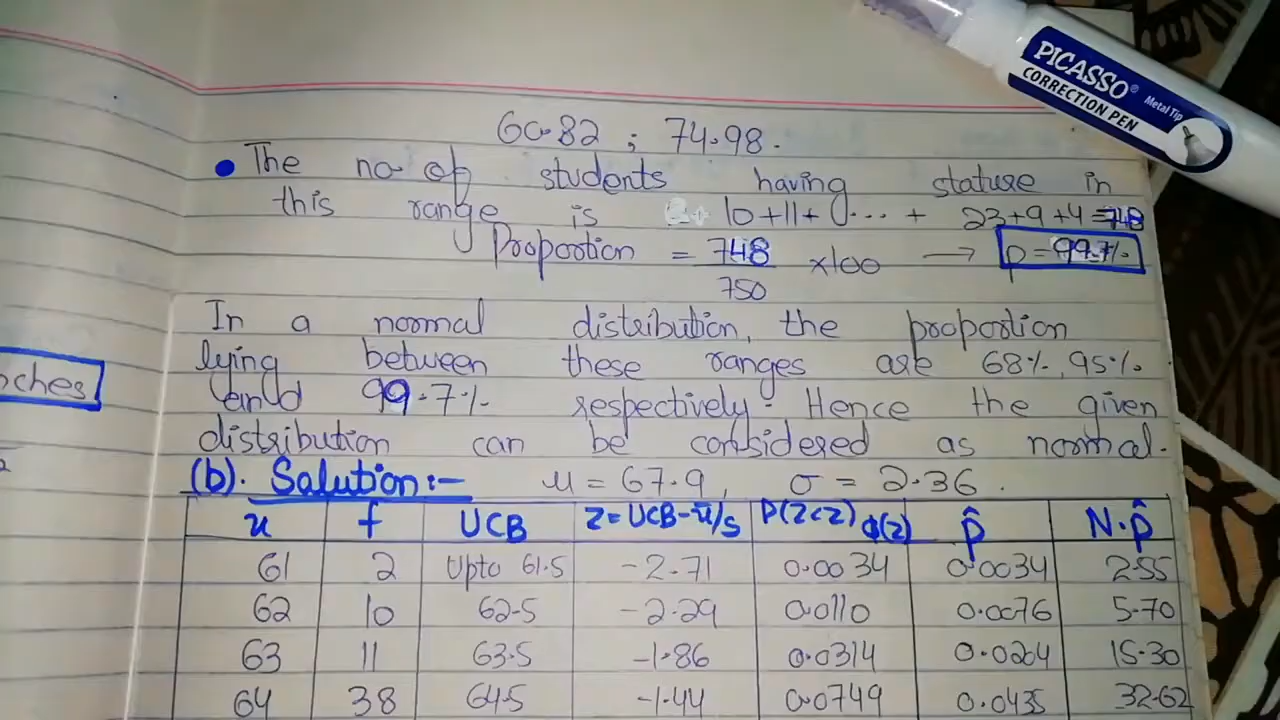 PICASSO®
CORRECTION PEN
Metal Tip
60.82 ; 74.98.
• The no. of students having stature in
this range is 10+11+ .... + 23+9+4=748
Proportion = 748/750 ×100 → p = 99.7%
In a normal distribution, the proportion
lying between these ranges are 68%, 95%
and 99.7% respectively. Hence the given
distribution can be considered as normal.
(b). Solution:- u = 67.9, σ = 2.36.
x f UCB Z=UCB-x̄/s P(Z<z) φ(z) p̂ N.p̂
61 2 Upto 61.5 -2.71 0.0034 0.0034 2.55
62 10 62.5 -2.29 0.0110 0.0076 5.70
63 11 63.5 -1.86 0.0314 0.0204 15.30
64 38 64.5 -1.44 0.0749 0.0435 32.62